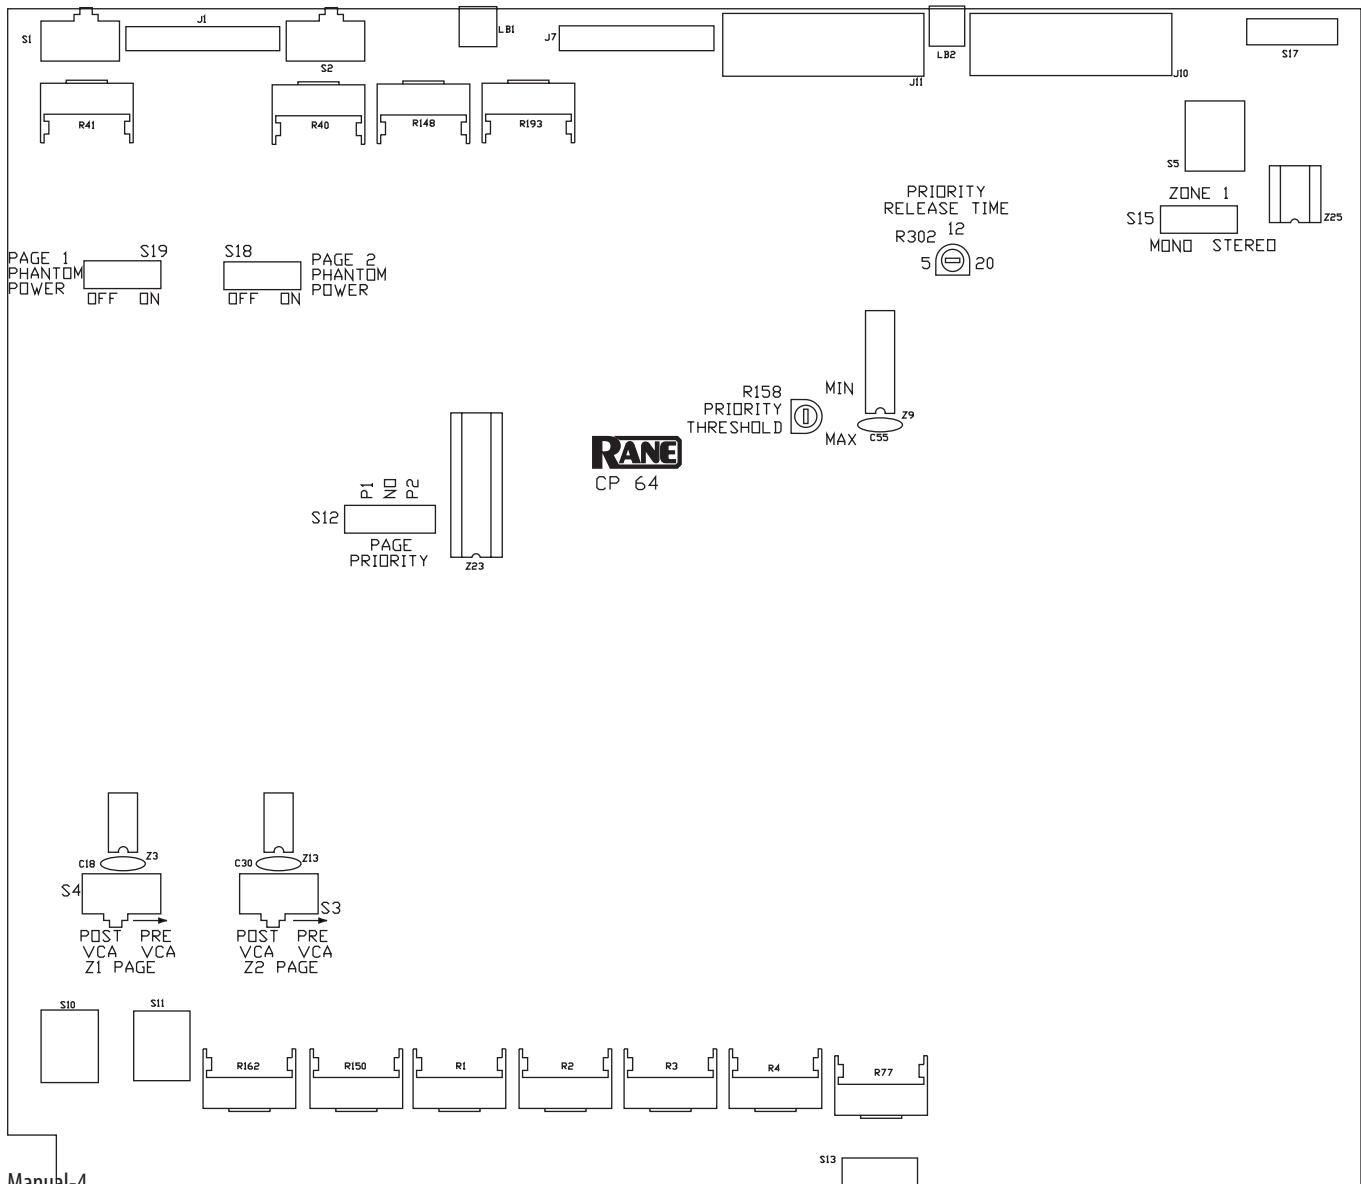 J1
S1
S2
LB1
J7
J11
LB2
J10
S17
R41
R40
R148
R193
S5
Z25
ZONE 1
S15
MONO STEREO
PRIORITY
RELEASE TIME
R302 12
5 20
PAGE 1
PHANTOM
POWER
S19
OFF ON
S18
OFF ON
PAGE 2
PHANTOM
POWER
R158
PRIORITY
THRESHOLD
MIN
MAX
Z9
C55
RANE
CP 64
P1
NO
P2
S12
PAGE
PRIORITY
Z23
C18
Z3
S4
POST PRE
VCA VCA
Z1 PAGE
C30
Z13
S3
POST PRE
VCA VCA
Z2 PAGE
S10
S11
R162
R150
R1
R2
R3
R4
R77
S13
Manual-4